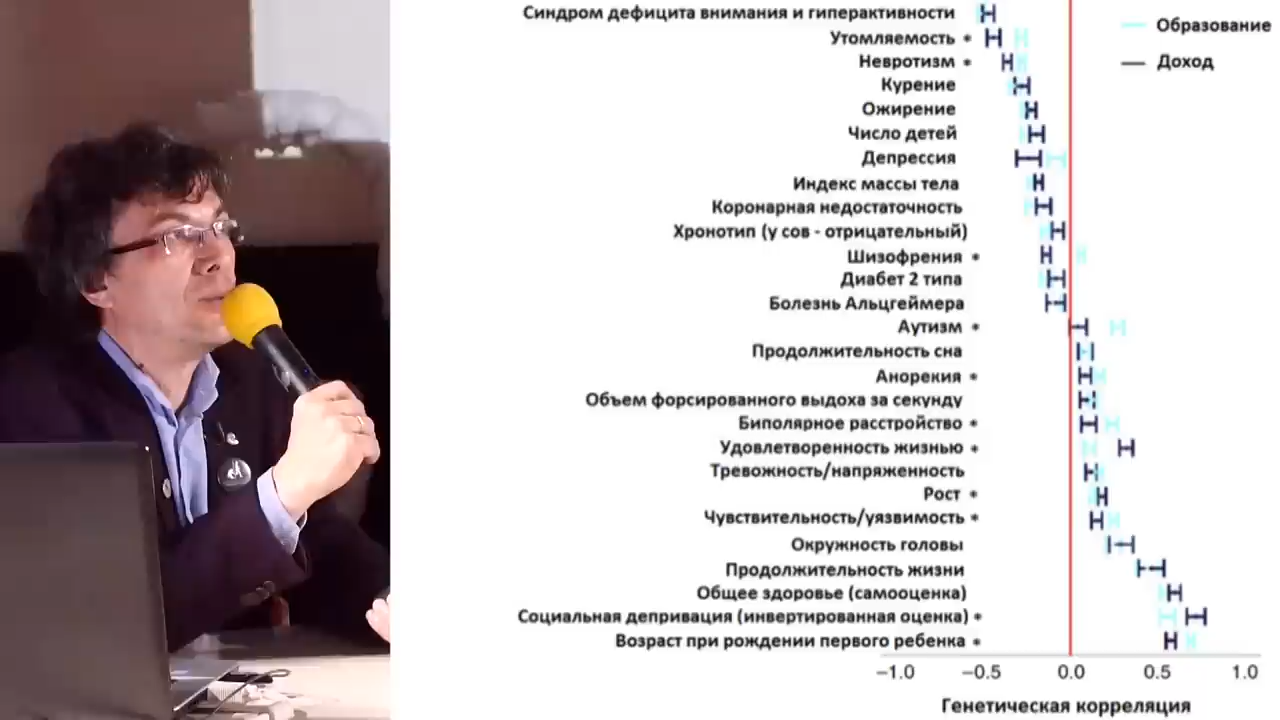 Синдром дефицита внимания и гиперактивности
Утомляемость *
Невротизм *
Курение
Ожирение
Число детей
Депрессия
Индекс массы тела
Коронарная недостаточность
Хронотип (у сов - отрицательный)
Шизофрения *
Диабет 2 типа
Болезнь Альцгеймера
Аутизм *
Продолжительность сна
Анорекия *
Объем форсированного выдоха за секунду
Биполярное расстройство *
Удовлетворенность жизнью *
Тревожность/напряженность
Рост *
Чувствительность/уязвимость *
Окружность головы
Продолжительность жизни
Общее здоровье (самооценка)
Социальная депривация (инвертированная оценка) *
Возраст при рождении первого ребенка *
Образование
Доход
−1.0 −0.5 0.0 0.5 1.0
Генетическая корреляция